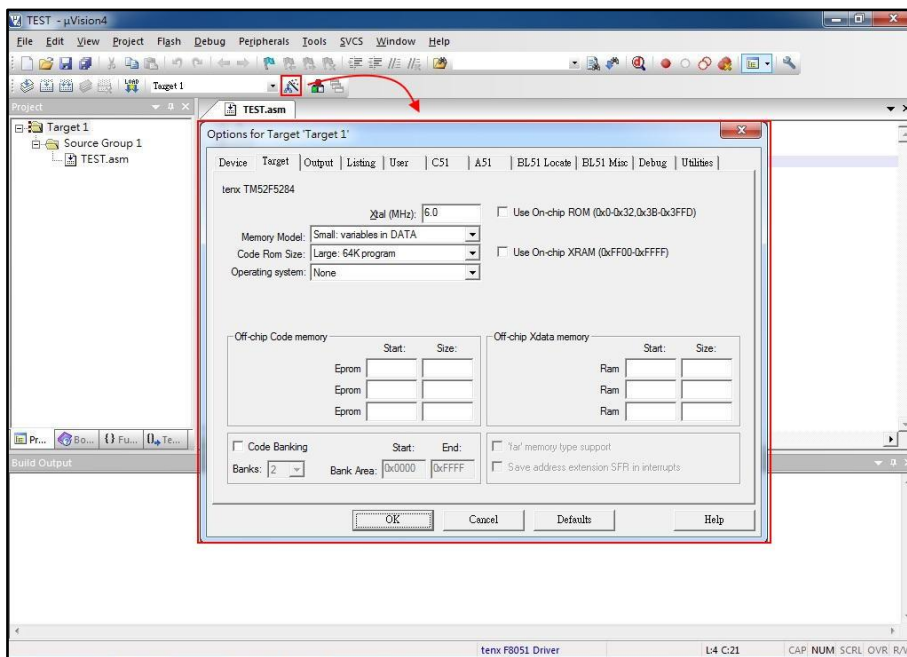 TEST - µVision4
File Edit View Project Flash Debug Peripherals Tools SVCS Window Help
LOAD Target 1
Project
TEST.asm
Target 1
Source Group 1
TEST.asm
Options for Target 'Target 1'
Device Target Output Listing User C51 A51 BL51 Locate BL51 Misc Debug Utilities
tenx TM52F5284
Xtal (MHz): 6.0
Use On-chip ROM (0x0-0x32,0x3B-0x3FFD)
Memory Model: Small: variables in DATA
Code Rom Size: Large: 64K program
Use On-chip XRAM (0xFF00-0xFFFF)
Operating system: None
Off-chip Code memory
Start: Size:
Eprom
Eprom
Eprom
Off-chip Xdata memory
Start: Size:
Ram
Ram
Ram
Code Banking Start: End:
Banks: 2 Bank Area: 0x0000 0xFFFF
'far' memory type support
Save address extension SFR in interrupts
OK Cancel Defaults Help
Pr... Bo... {} Fu... Te...
Build Output
tenx F8051 Driver L:4 C:21 CAP NUM SCRL OVR R/W